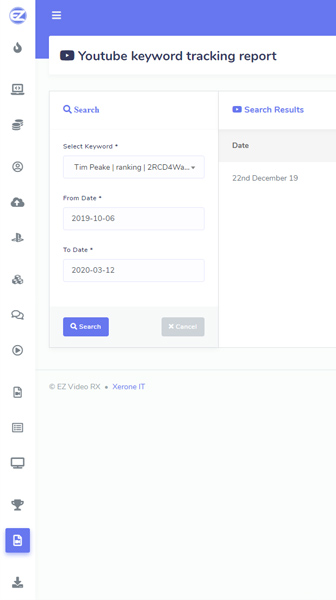 EZ
Youtube keyword tracking report
Search
Select Keyword *
Tim Peake | ranking | 2RCD4Wa...
From Date *
2019-10-06
To Date *
2020-03-12
Search
Cancel
Search Results
Date
22nd December 19
© EZ Video RX • Xerone IT